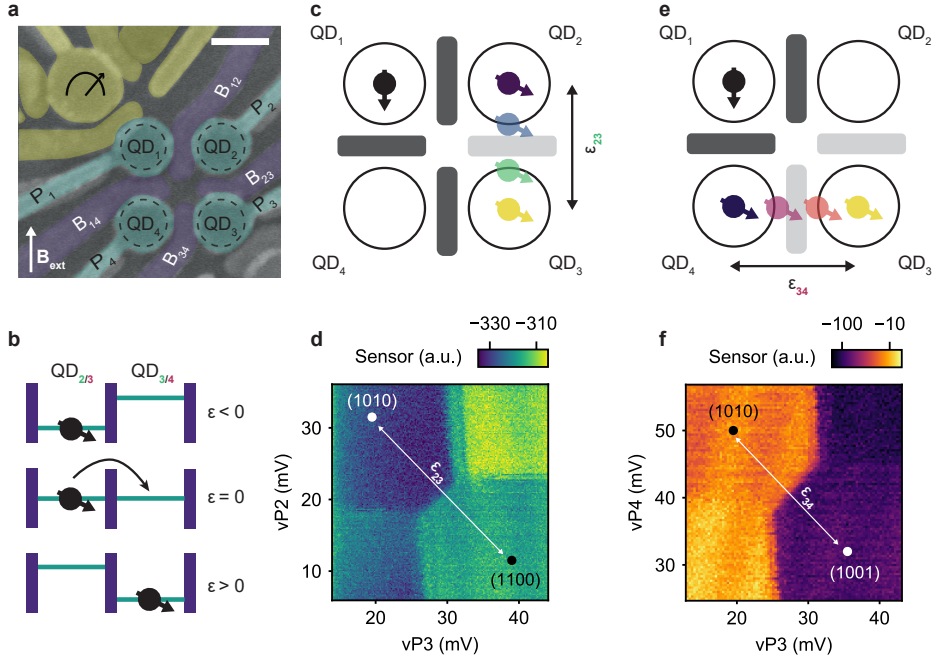 a
QD1
QD2
QD4
QD3
B12
P2
B23
P3
P1
B14
P4
B34
Bext
b
QD2/3 QD3/4
ε < 0
ε = 0
ε > 0
c
QD1 QD2
ε23
QD4 QD3
d
−330 −310
Sensor (a.u.)
(1010)
ε23
(1100)
30
20
10
vP2 (mV)
20 30 40
vP3 (mV)
e
QD1 QD2
QD4 QD3
ε34
f
−100 −10
Sensor (a.u.)
(1010)
ε34
(1001)
50
40
30
vP4 (mV)
20 30 40
vP3 (mV)